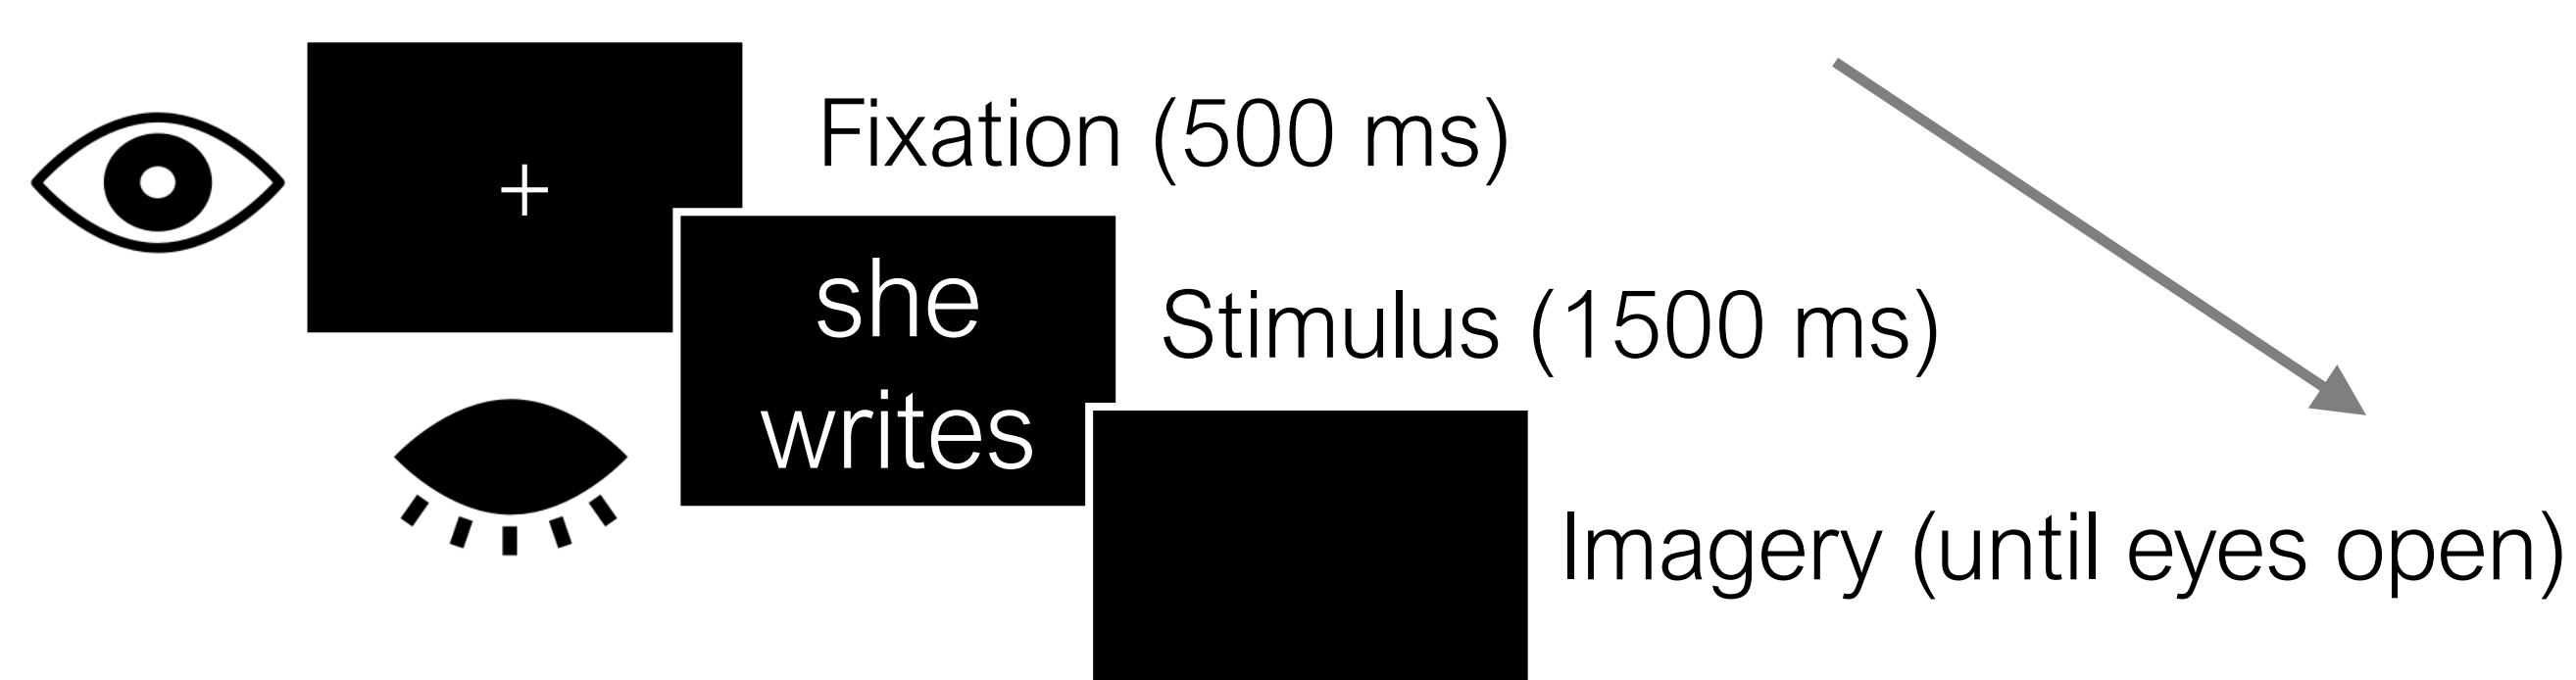 Fixation (500 ms)
she
writes
Stimulus (1500 ms)
Imagery (until eyes open)